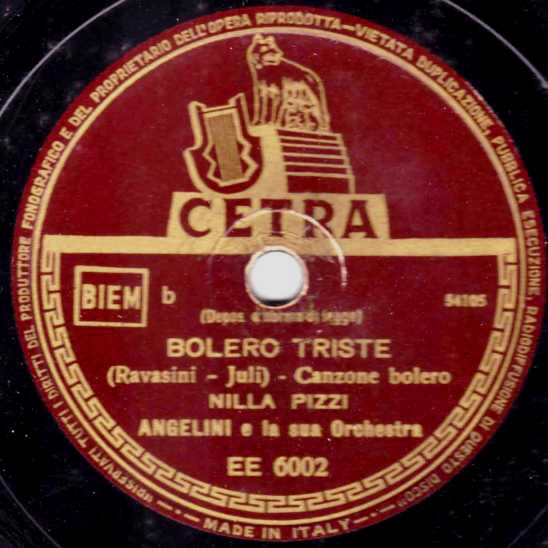 RISERVATI TUTTI I DIRITTI DEL PRODUTTORE FONOGRAFICO E DEL PROPRIETARIO DELL'OPERA RIPRODOTTA—VIETATA DUPLICAZIONE, PUBBLICA ESECUZIONE, RADIODIFFUSIONE DI QUESTO DISCO
CETRA
BIEM b
54105
(Depos. a norma di legge)
BOLERO TRISTE
(Ravasini - Juli) - Canzone bolero
NILLA PIZZI
ANGELINI e la sua Orchestra
EE 6002
MADE IN ITALY